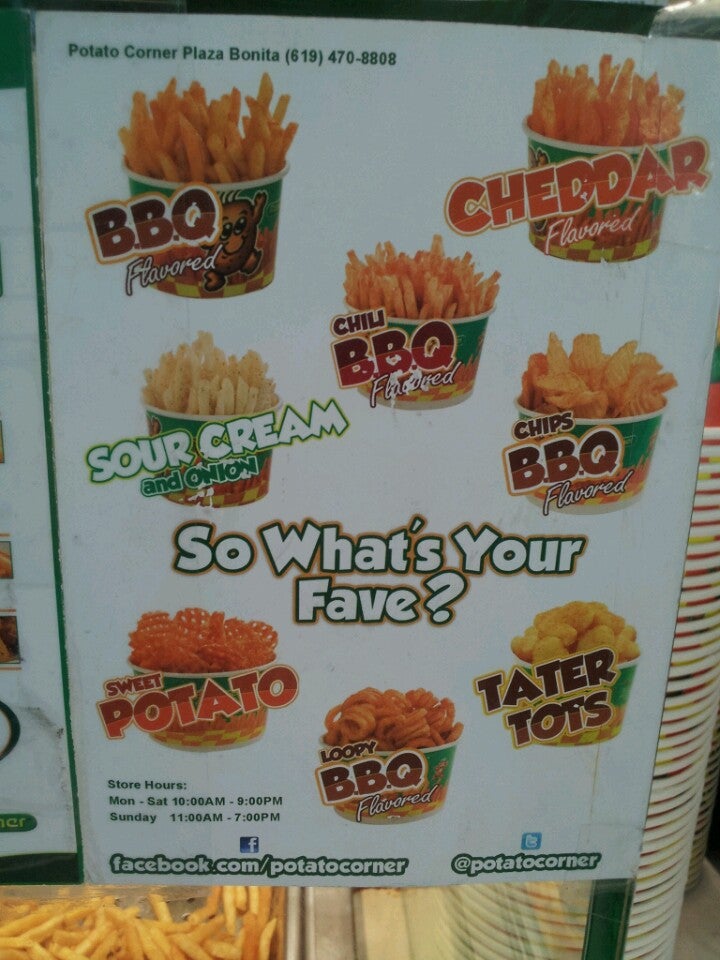 Potato Corner Plaza Bonita (619) 470-8808
B.B.Q
Flavored
CHEDDAR
Flavored
CHILI
B.B.Q
Flavored
SOUR CREAM
and ONION
CHIPS
B.B.Q
Flavored
So What's Your
Fave?
SWEET
POTATO
TATER
TOTS
LOOPY
B.B.Q
Flavored
Store Hours:
Mon - Sat 10:00AM - 9:00PM
Sunday 11:00AM - 7:00PM
facebook.com/potatocorner
@potatocorner